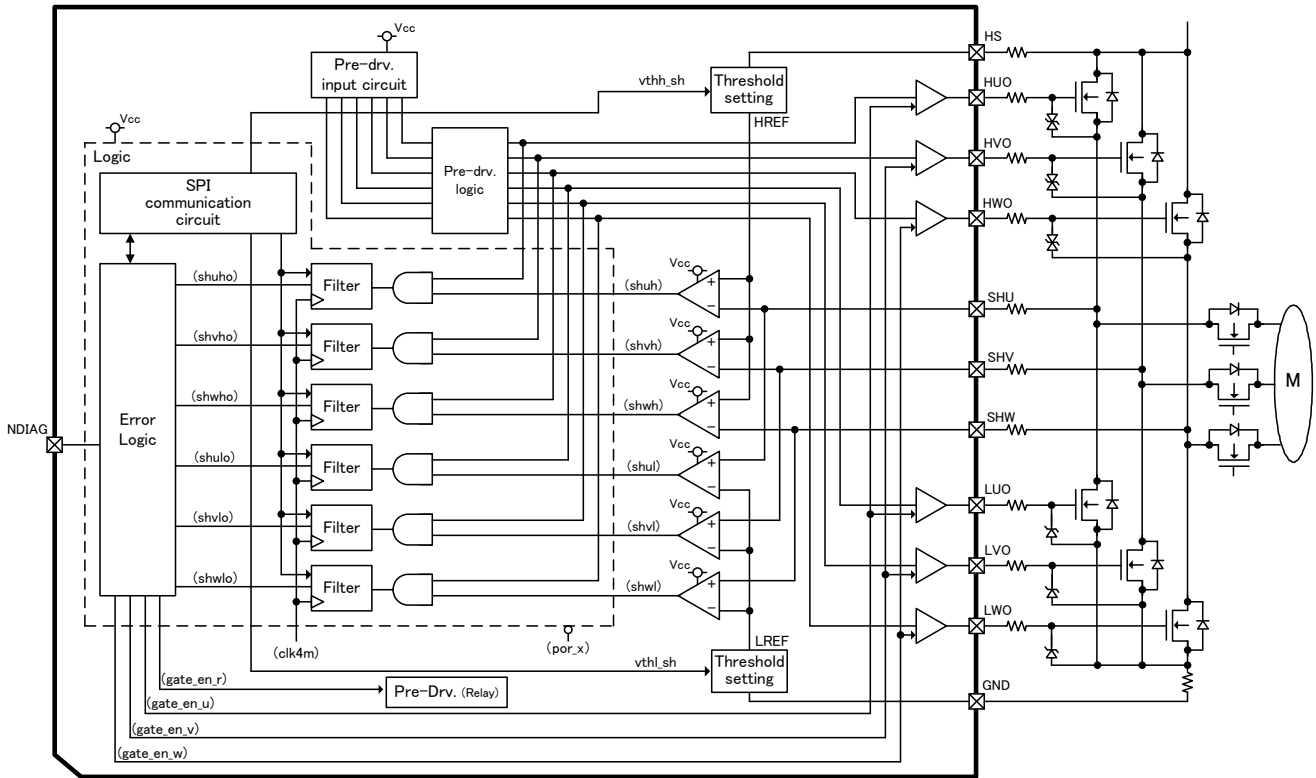 Vcc
HS
Pre-drv.
input circuit
vthh_sh
Threshold
setting
HUO
HREF
Vcc
Logic
Pre-drv.
logic
HVO
SPI
communication
circuit
HWO
(shuho)
Filter
(shuh)
Vcc
+
−
SHU
(shvho)
Filter
(shvh)
Vcc
+
−
SHV
(shwho)
Filter
(shwh)
Vcc
+
−
M
NDIAG
Error
Logic
SHW
(shulo)
Filter
(shul)
Vcc
+
−
LUO
(shvlo)
Filter
(shvl)
Vcc
+
−
LVO
(shwlo)
Filter
(shwl)
Vcc
+
−
LWO
(clk4m)
(por_x)
LREF
vthl_sh
Threshold
setting
(gate_en_r)
Pre-Drv. (Relay)
GND
(gate_en_u)
(gate_en_v)
(gate_en_w)